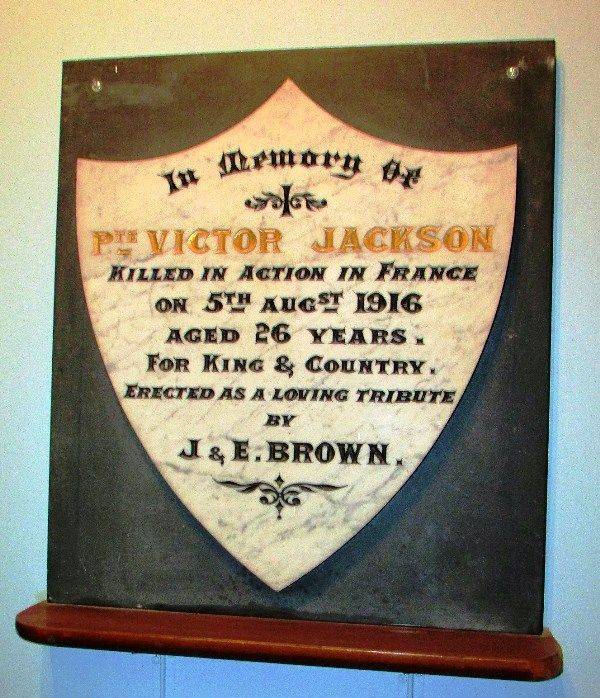 In Memory Of
PTE VICTOR JACKSON
KILLED IN ACTION IN FRANCE
ON 5TH AUGST 1916
AGED 26 YEARS.
FOR KING & COUNTRY.
ERECTED AS A LOVING TRIBUTE
BY
J & E. BROWN.